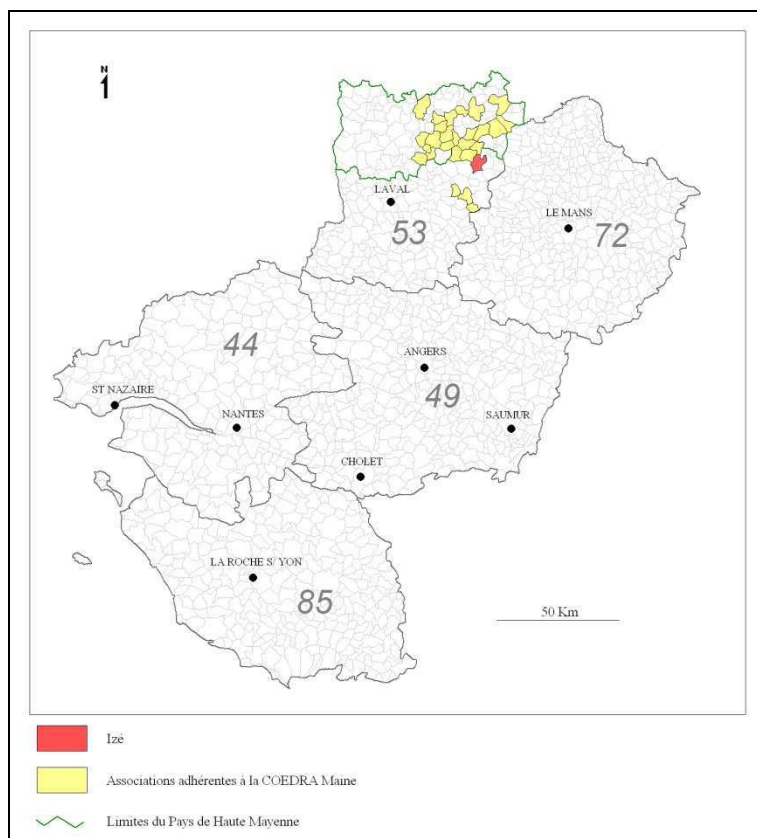 N
1
LAVAL
53
LE MANS
72
44
ANGERS
ST NAZAIRE
49
NANTES
SAUMUR
CHOLET
LA ROCHE S/ YON
85
50 Km
Izé
Associations adhérentes à la COEDRA Maine
Limites du Pays de Haute Mayenne